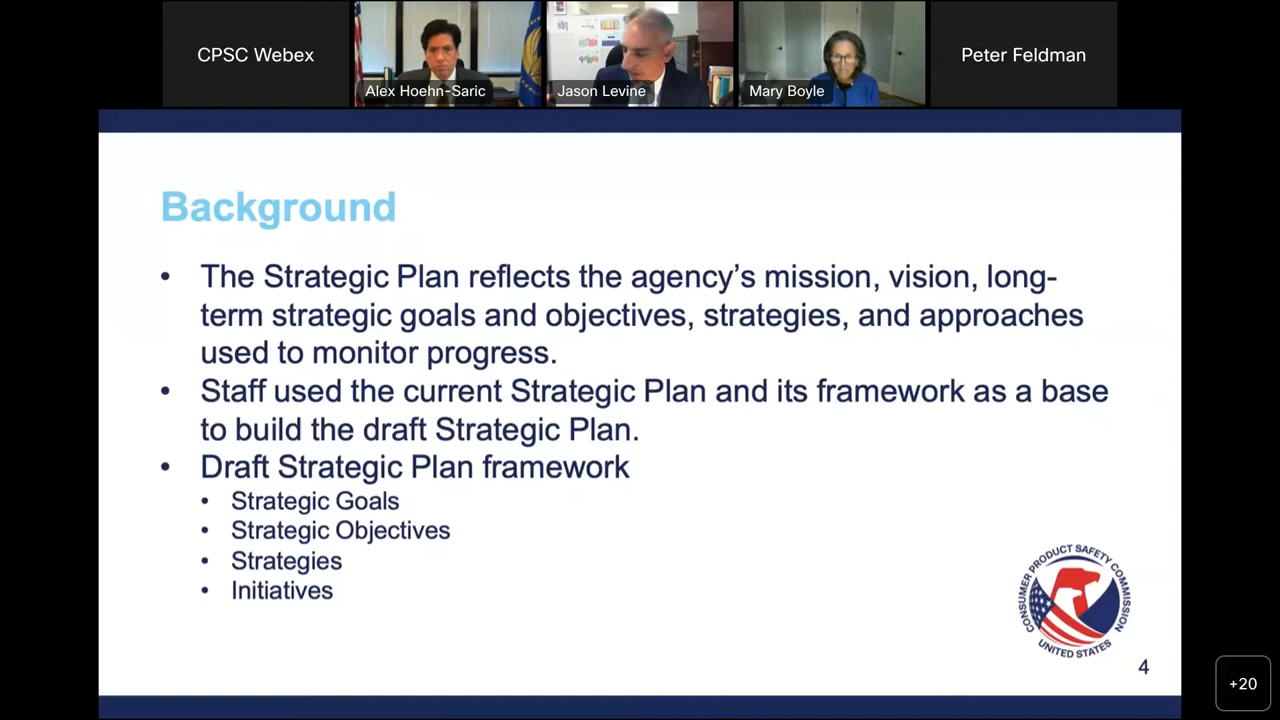 CPSC Webex
Alex Hoehn-Saric
Jason Levine
Mary Boyle
Peter Feldman
Background
• The Strategic Plan reflects the agency's mission, vision, long-
term strategic goals and objectives, strategies, and approaches
used to monitor progress.
• Staff used the current Strategic Plan and its framework as a base
to build the draft Strategic Plan.
• Draft Strategic Plan framework
• Strategic Goals
• Strategic Objectives
• Strategies
• Initiatives
CONSUMER PRODUCT SAFETY COMMISSION
UNITED STATES
4
+20